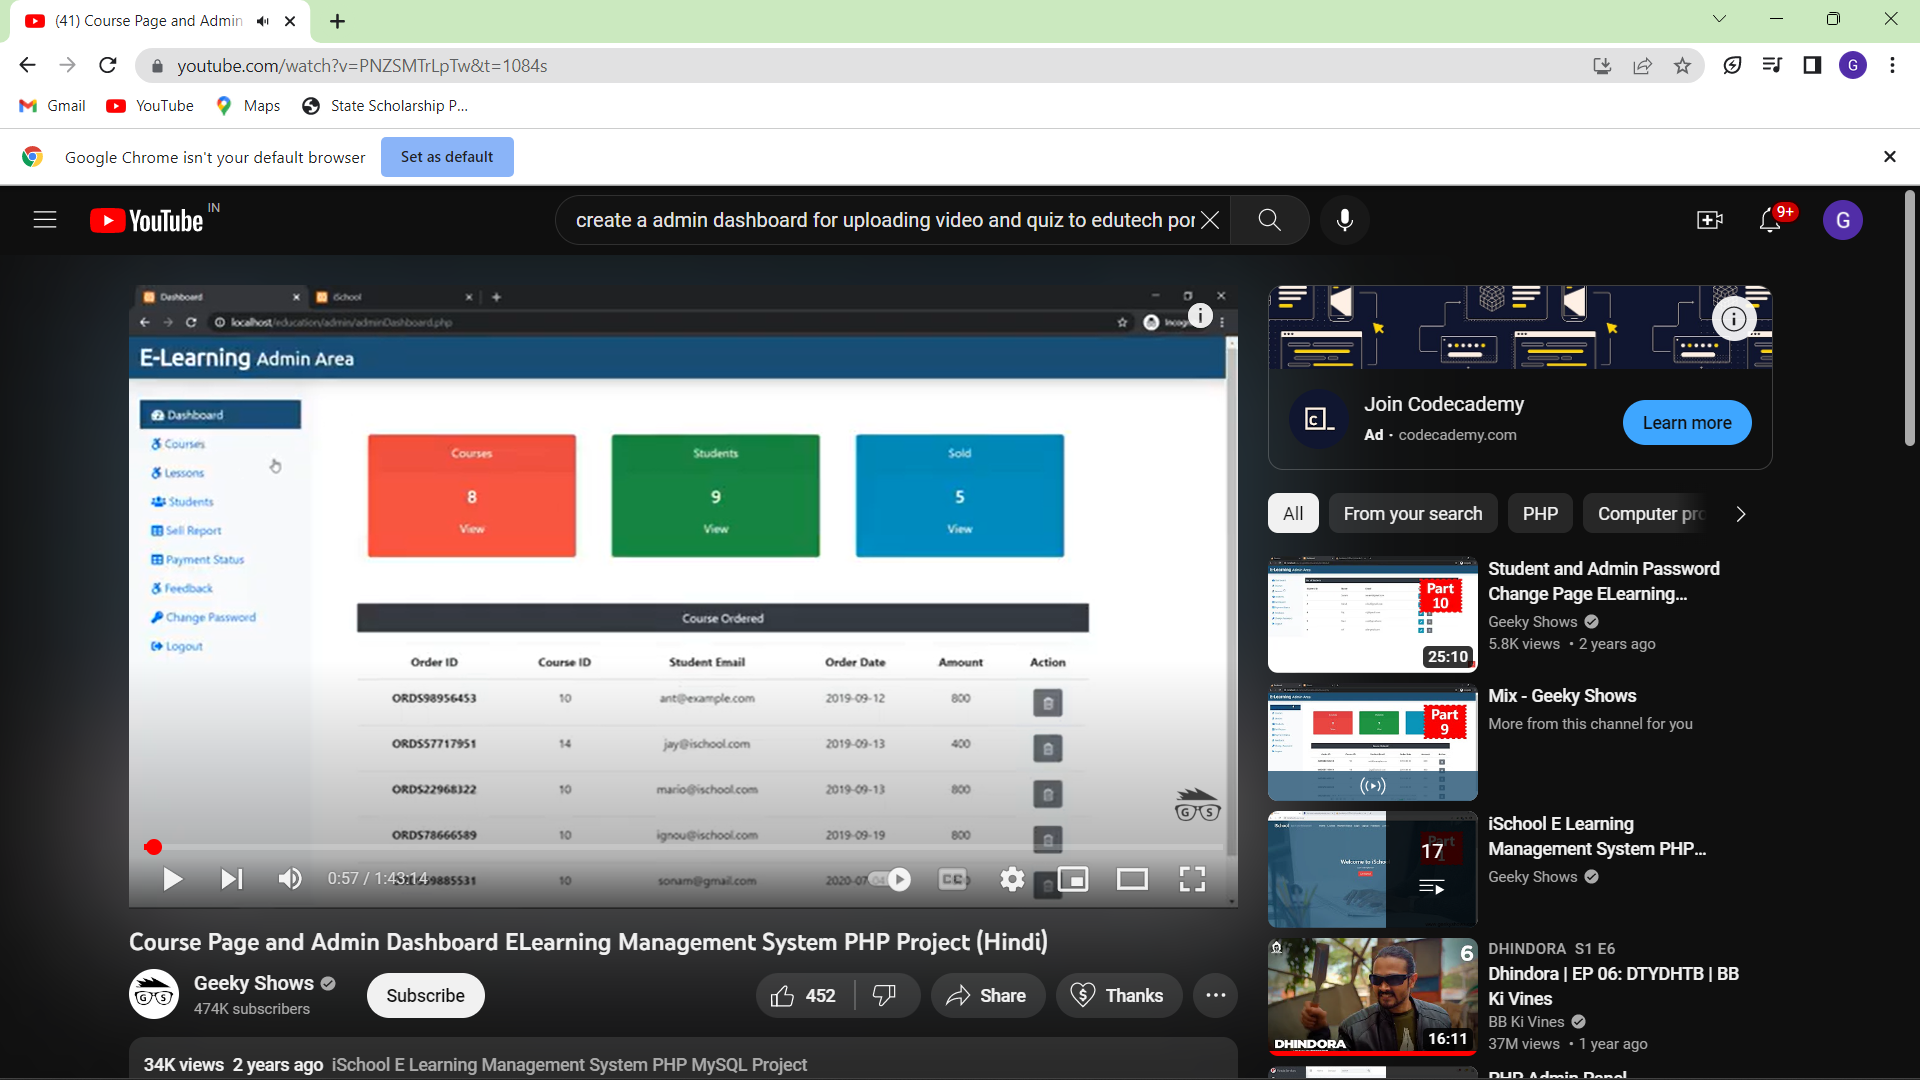 (41) Course Page and Admin
youtube.com/watch?v=PNZSMTrLpTw&t=1084s
G
Gmail
YouTube
Maps
State Scholarship P...
Google Chrome isn't your default browser
Set as default
YouTube IN
create a admin dashboard for uploading video and quiz to edutech por
9+
G
Dashboard
iSchool
localhost/education/admin/adminDashboard.php
E-Learning Admin Area
Dashboard
Courses
Lessons
Students
Sell Report
Payment Status
Feedback
Change Password
Logout
Courses
8
View
Students
9
View
Sold
5
View
Course Ordered
Order ID Course ID Student Email Order Date Amount Action
ORDS98956453 10 ant@example.com 2019-09-12 800
ORDS57717951 14 jay@ischool.com 2019-09-13 400
ORDS22968322 10 mario@ischool.com 2019-09-13 800
ORDS78666589 10 ignou@ischool.com 2019-09-19 800
10 sonam@gmail.com
G S
0:57 / 1:43:14
CC
Course Page and Admin Dashboard ELearning Management System PHP Project (Hindi)
Geeky Shows
474K subscribers
Subscribe
452
Share
Thanks
34K views 2 years ago iSchool E Learning Management System PHP MySQL Project
Join Codecademy
Ad · codecademy.com
Learn more
All
From your search
PHP
Computer pro
Part
10
25:10
Student and Admin Password
Change Page ELearning...
Geeky Shows
5.8K views • 2 years ago
Part
9
Mix - Geeky Shows
More from this channel for you
Welcome to iSchool
17
iSchool E Learning
Management System PHP...
Geeky Shows
6
DHINDORA
16:11
DHINDORA S1 E6
Dhindora | EP 06: DTYDHTB | BB
Ki Vines
BB Ki Vines
37M views • 1 year ago
PHP Admin Panel